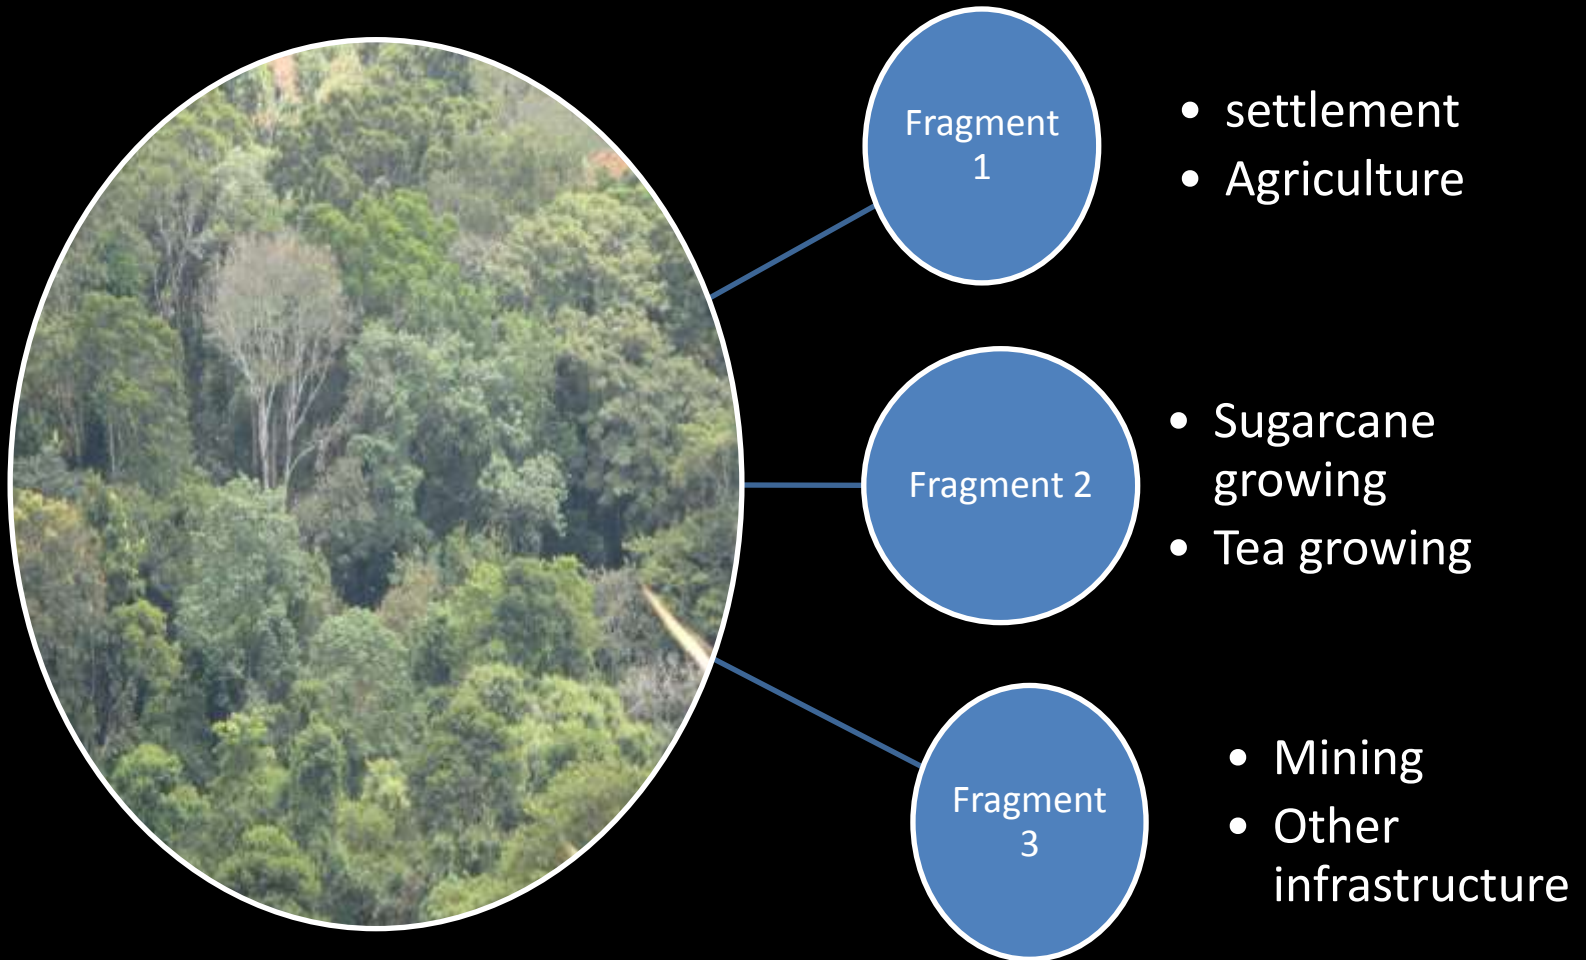 Fragment
1
• settlement
• Agriculture
Fragment 2
• Sugarcane
growing
• Tea growing
Fragment
3
• Mining
• Other
infrastructure